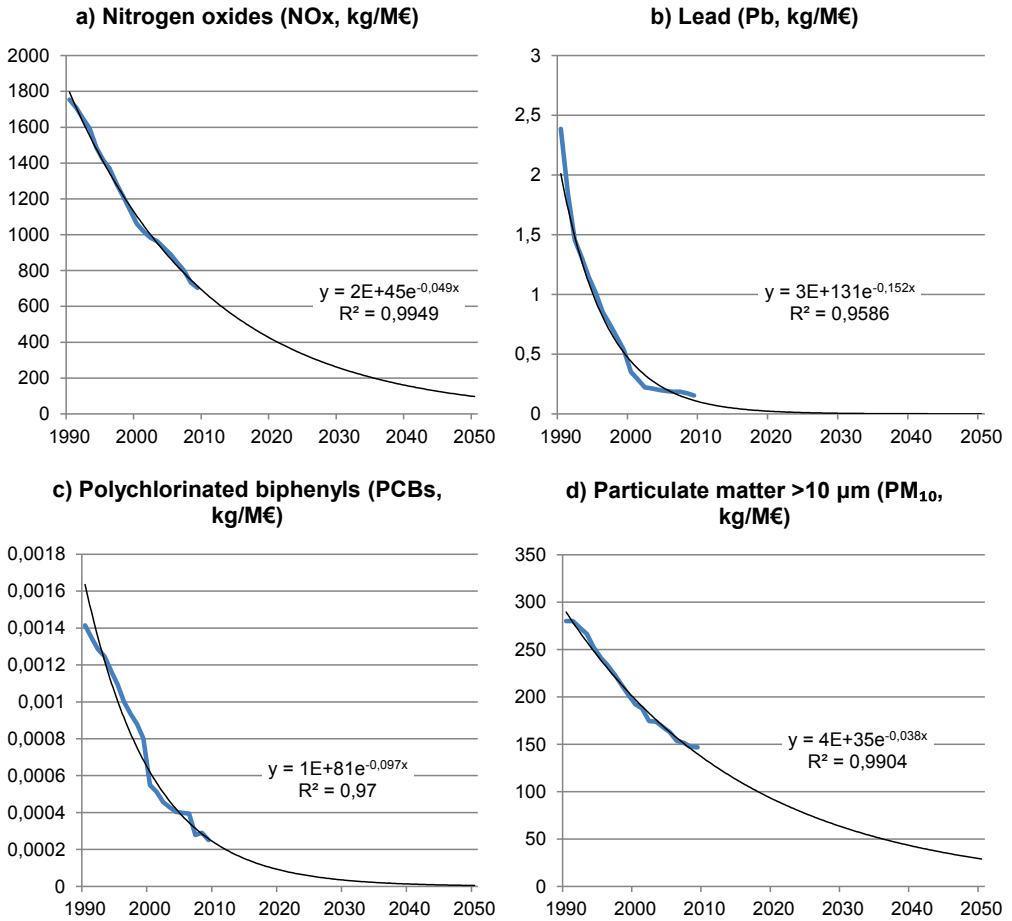 a) Nitrogen oxides (NOx, kg/M€)
2000
1800
1600
1400
1200
1000
800
600
400
200
0
1990 2000 2010 2020 2030 2040 2050
y = 2E+45e-0,049x
R² = 0,9949
b) Lead (Pb, kg/M€)
3
2,5
2
1,5
1
0,5
0
1990 2000 2010 2020 2030 2040 2050
y = 3E+131e-0,152x
R² = 0,9586
c) Polychlorinated biphenyls (PCBs,
kg/M€)
0,0018
0,0016
0,0014
0,0012
0,001
0,0008
0,0006
0,0004
0,0002
0
1990 2000 2010 2020 2030 2040 2050
y = 1E+81e-0,097x
R² = 0,97
d) Particulate matter >10 µm (PM₁₀,
kg/M€)
350
300
250
200
150
100
50
0
1990 2000 2010 2020 2030 2040 2050
y = 4E+35e-0,038x
R² = 0,9904